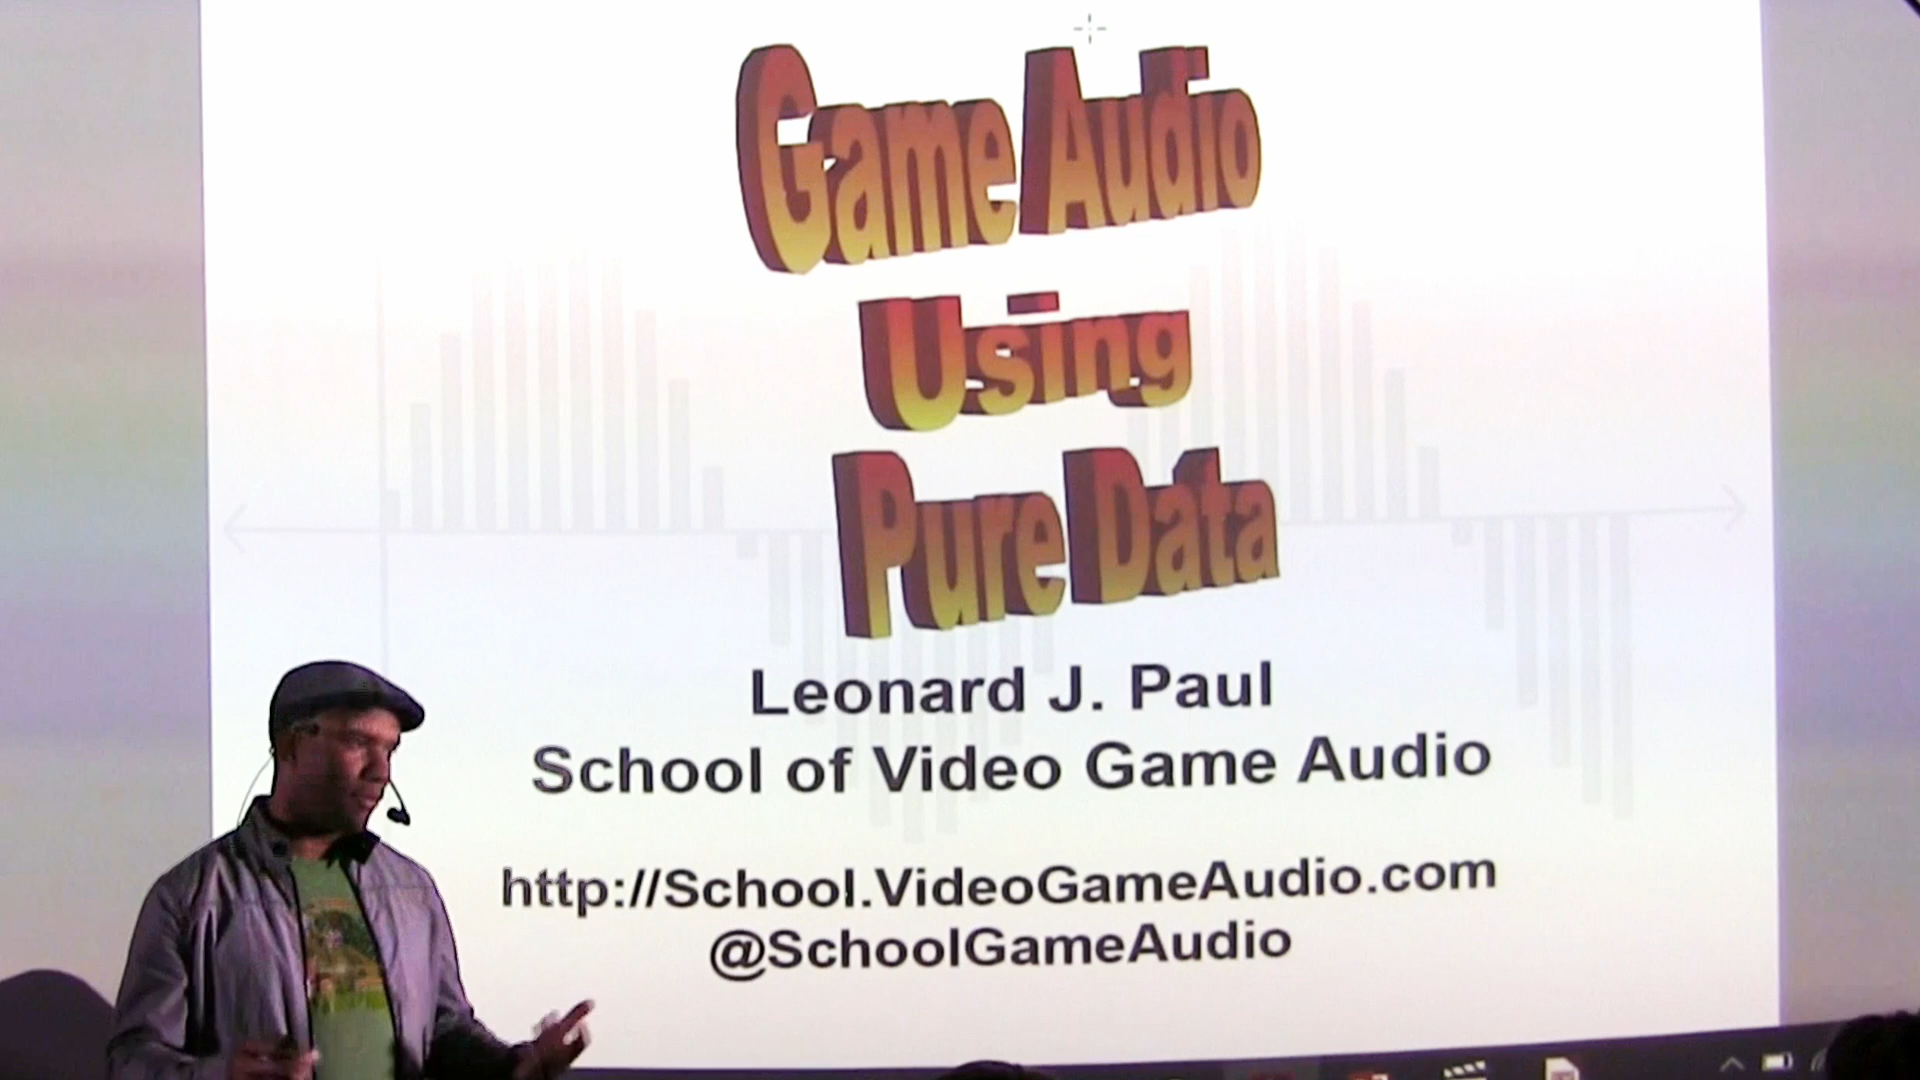 Game Audio
Using
Pure Data
Leonard J. Paul
School of Video Game Audio
http://School.VideoGameAudio.com
@SchoolGameAudio